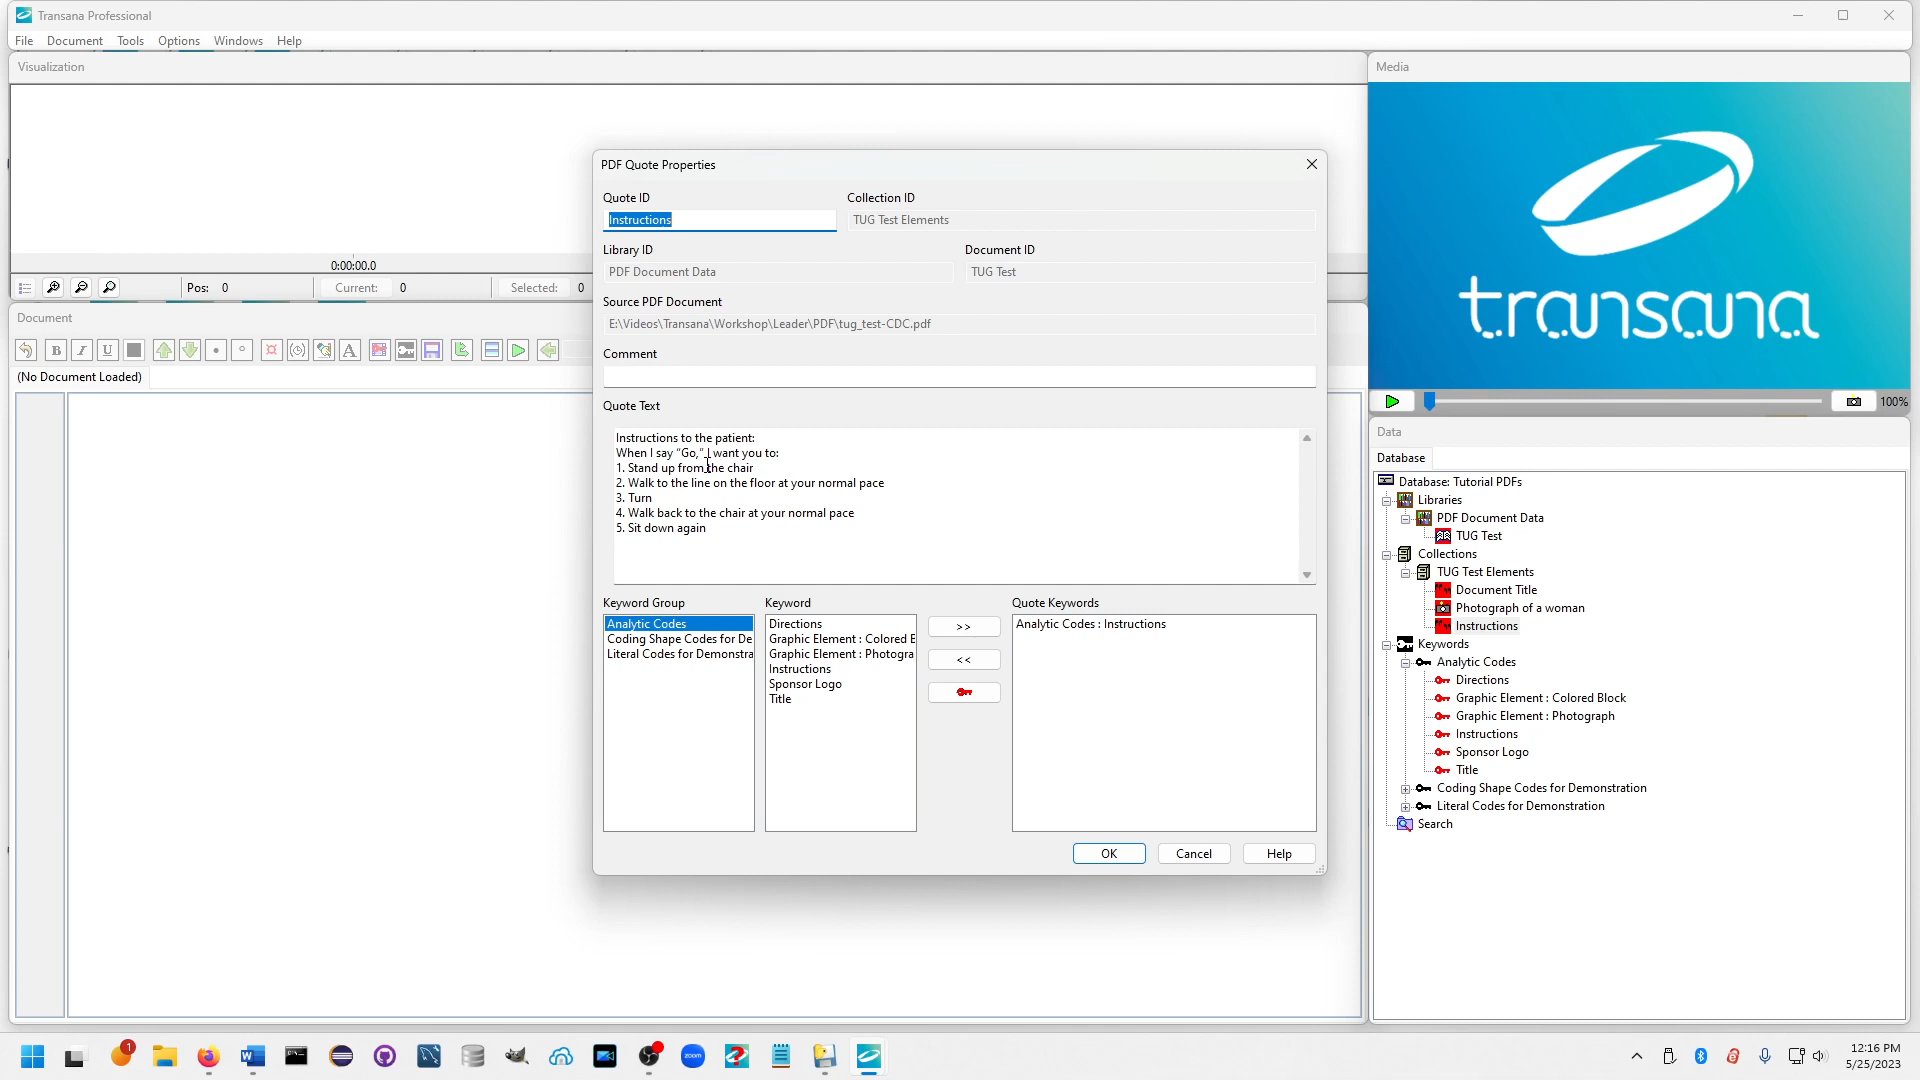 Transana Professional
File Document Tools Options Windows Help
Visualization
0:00:00.0
Pos: 0 Current: 0 Selected: 0
Document
(No Document Loaded)
PDF Quote Properties
Quote ID Collection ID
Instructions TUG Test Elements
Library ID Document ID
PDF Document Data TUG Test
Source PDF Document
E:\Videos\Transana\Workshop\Leader\PDF\tug_test-CDC.pdf
Comment
Quote Text
Instructions to the patient:
When I say “Go,” I want you to:
1. Stand up from the chair
2. Walk to the line on the floor at your normal pace
3. Turn
4. Walk back to the chair at your normal pace
5. Sit down again
Keyword Group
Analytic Codes
Coding Shape Codes for De
Literal Codes for Demonstra
Keyword
Directions
Graphic Element : Colored E
Graphic Element : Photogra
Instructions
Sponsor Logo
Title
>>
<<
Quote Keywords
Analytic Codes : Instructions
OK Cancel Help
Media
transana
100%
Data
Database
Database: Tutorial PDFs
Libraries
PDF Document Data
TUG Test
Collections
TUG Test Elements
Document Title
Photograph of a woman
Instructions
Keywords
Analytic Codes
Directions
Graphic Element : Colored Block
Graphic Element : Photograph
Instructions
Sponsor Logo
Title
Coding Shape Codes for Demonstration
Literal Codes for Demonstration
Search
1
zoom
12:16 PM
5/25/2023